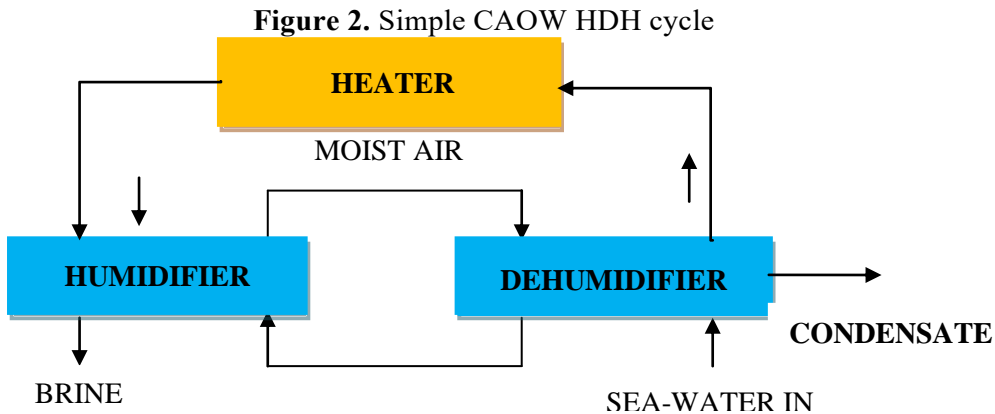 Figure 2. Simple CAOW HDH cycle
HEATER
MOIST AIR
HUMIDIFIER
DEHUMIDIFIER
CONDENSATE
BRINE
SEA-WATER IN